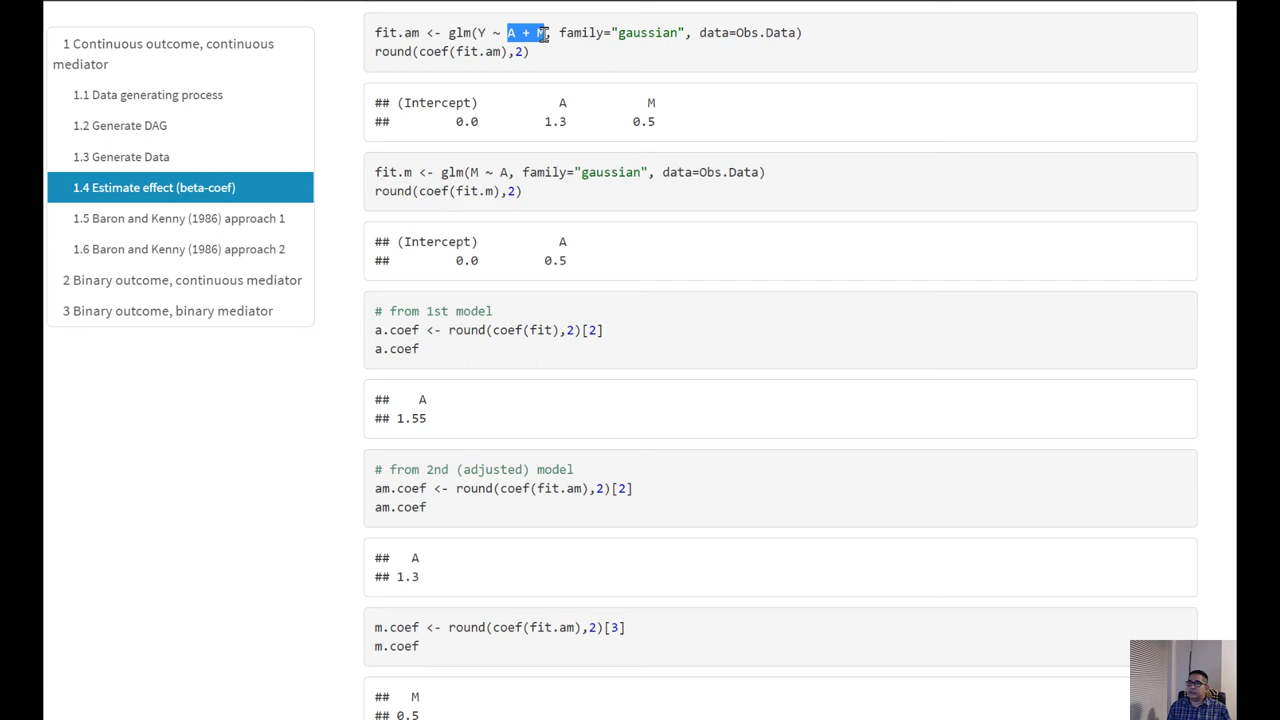 1 Continuous outcome, continuous
mediator
1.1 Data generating process
1.2 Generate DAG
1.3 Generate Data
1.4 Estimate effect (beta-coef)
1.5 Baron and Kenny (1986) approach 1
1.6 Baron and Kenny (1986) approach 2
2 Binary outcome, continuous mediator
3 Binary outcome, binary mediator
fit.am <- glm(Y ~ A + M, family="gaussian", data=Obs.Data)
round(coef(fit.am),2)
## (Intercept) A M
## 0.0 1.3 0.5
fit.m <- glm(M ~ A, family="gaussian", data=Obs.Data)
round(coef(fit.m),2)
## (Intercept) A
## 0.0 0.5
# from 1st model
a.coef <- round(coef(fit),2)[2]
a.coef
## A
## 1.55
# from 2nd (adjusted) model
am.coef <- round(coef(fit.am),2)[2]
am.coef
## A
## 1.3
m.coef <- round(coef(fit.am),2)[3]
m.coef
## M
## 0.5